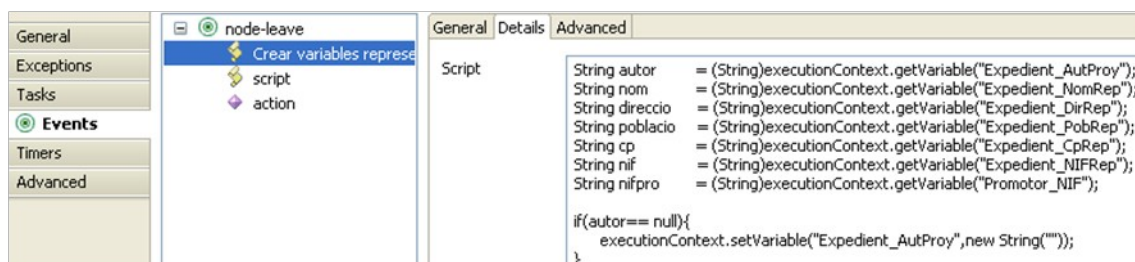 General
Exceptions
Tasks
Events
Timers
Advanced
node-leave
Crear variables represe
script
action
General Details Advanced
Script
String autor = (String)executionContext.getVariable("Expedient_AutProy");
String nom = (String)executionContext.getVariable("Expedient_NomRep");
String direccio = (String)executionContext.getVariable("Expedient_DirRep");
String poblacio = (String)executionContext.getVariable("Expedient_PobRep");
String cp = (String)executionContext.getVariable("Expedient_CpRep");
String nif = (String)executionContext.getVariable("Expedient_NIFRep");
String nifpro = (String)executionContext.getVariable("Promotor_NIF");
if(autor== null){
executionContext.setVariable("Expedient_AutProy",new String(""));
}